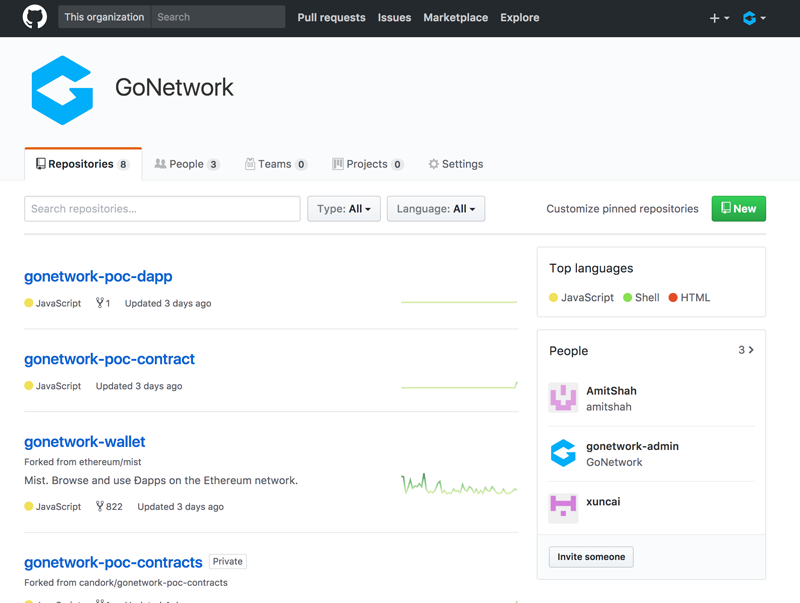 This organization Search Pull requests Issues Marketplace Explore
GoNetwork
Repositories 8 People 3 Teams 0 Projects 0 Settings
Search repositories... Type: All Language: All Customize pinned repositories New
gonetwork-poc-dapp
JavaScript 1 Updated 3 days ago
gonetwork-poc-contract
JavaScript Updated 3 days ago
gonetwork-wallet
Forked from ethereum/mist
Mist. Browse and use Ðapps on the Ethereum network.
JavaScript 822 Updated 3 days ago
gonetwork-poc-contracts Private
Forked from candork/gonetwork-poc-contracts
Top languages
JavaScript Shell HTML
People 3
AmitShah
amitshah
gonetwork-admin
GoNetwork
xuncai
Invite someone